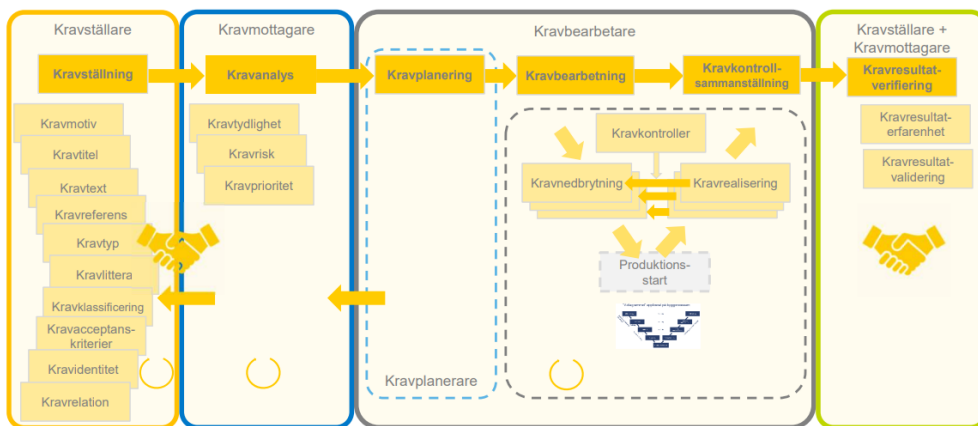 Kravställare
Kravmottagare
Kravbearbetare
Kravställare +
Kravmottagare
Kravställning
Kravanalys
Kravplanering
Kravbearbetning
Kravkontroll-
sammanställning
Kravresultat-
verifiering
Kravmotiv
Kravtitel
Kravtext
Kravreferens
Kravtyp
Kravlittera
Kravklassificering
Kravacceptans-
kriterier
Kravidentitet
Kravrelation
Kravtydlighet
Kravrisk
Kravprioritet
Kravplanerare
Kravkontroller
Kravnedbrytning
Kravrealisering
Produktions-
start
Kravresultat-
erfarenhet
Kravresultat-
validering